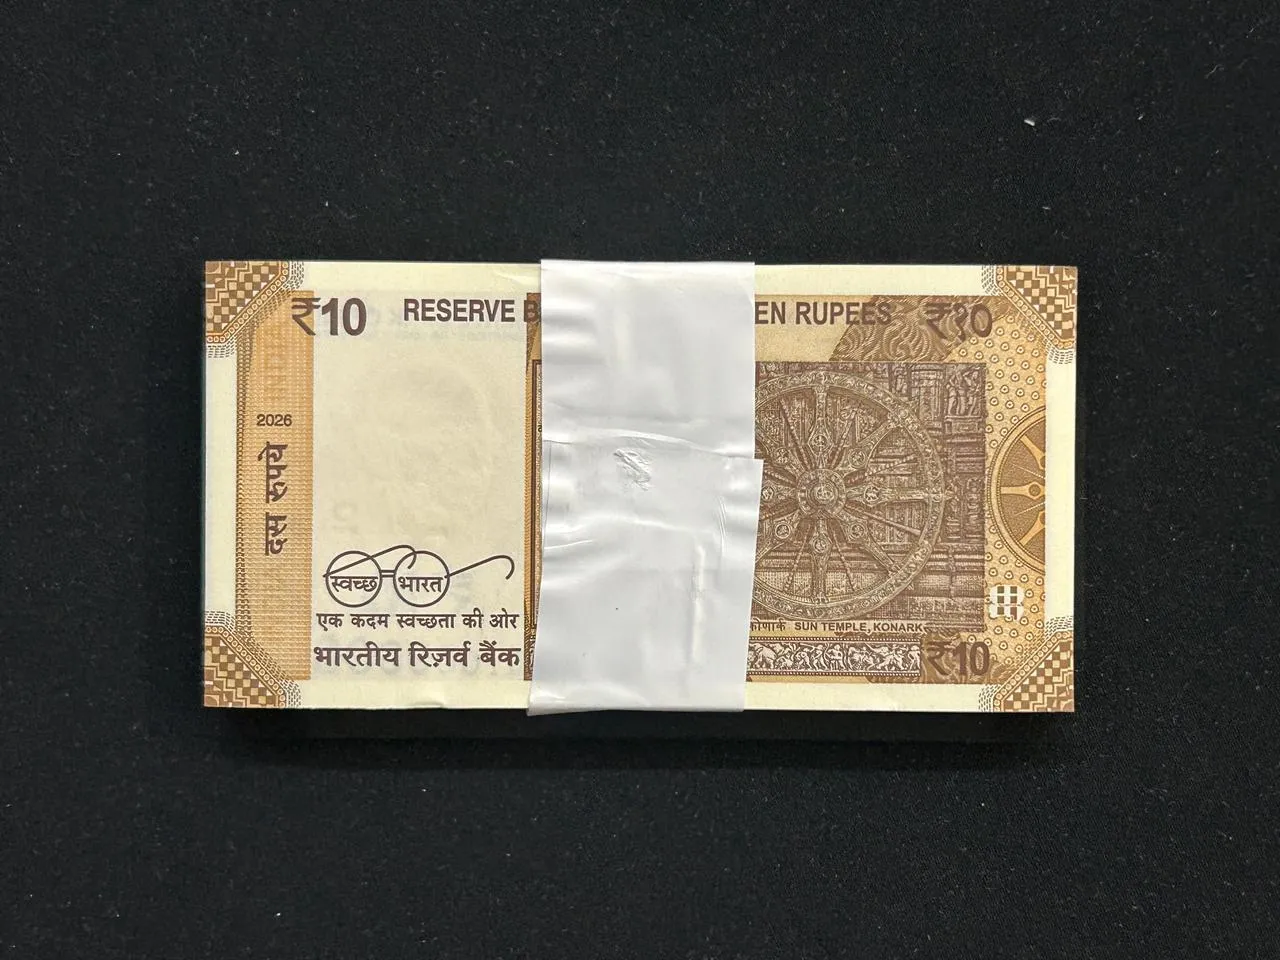 ₹10 RESERVE B EN RUPEES ₹१०
2026
दस रुपये
स्वच्छ भारत
एक कदम स्वच्छता की ओर
भारतीय रिज़र्व बैंक
SUN TEMPLE, KONARK
₹10